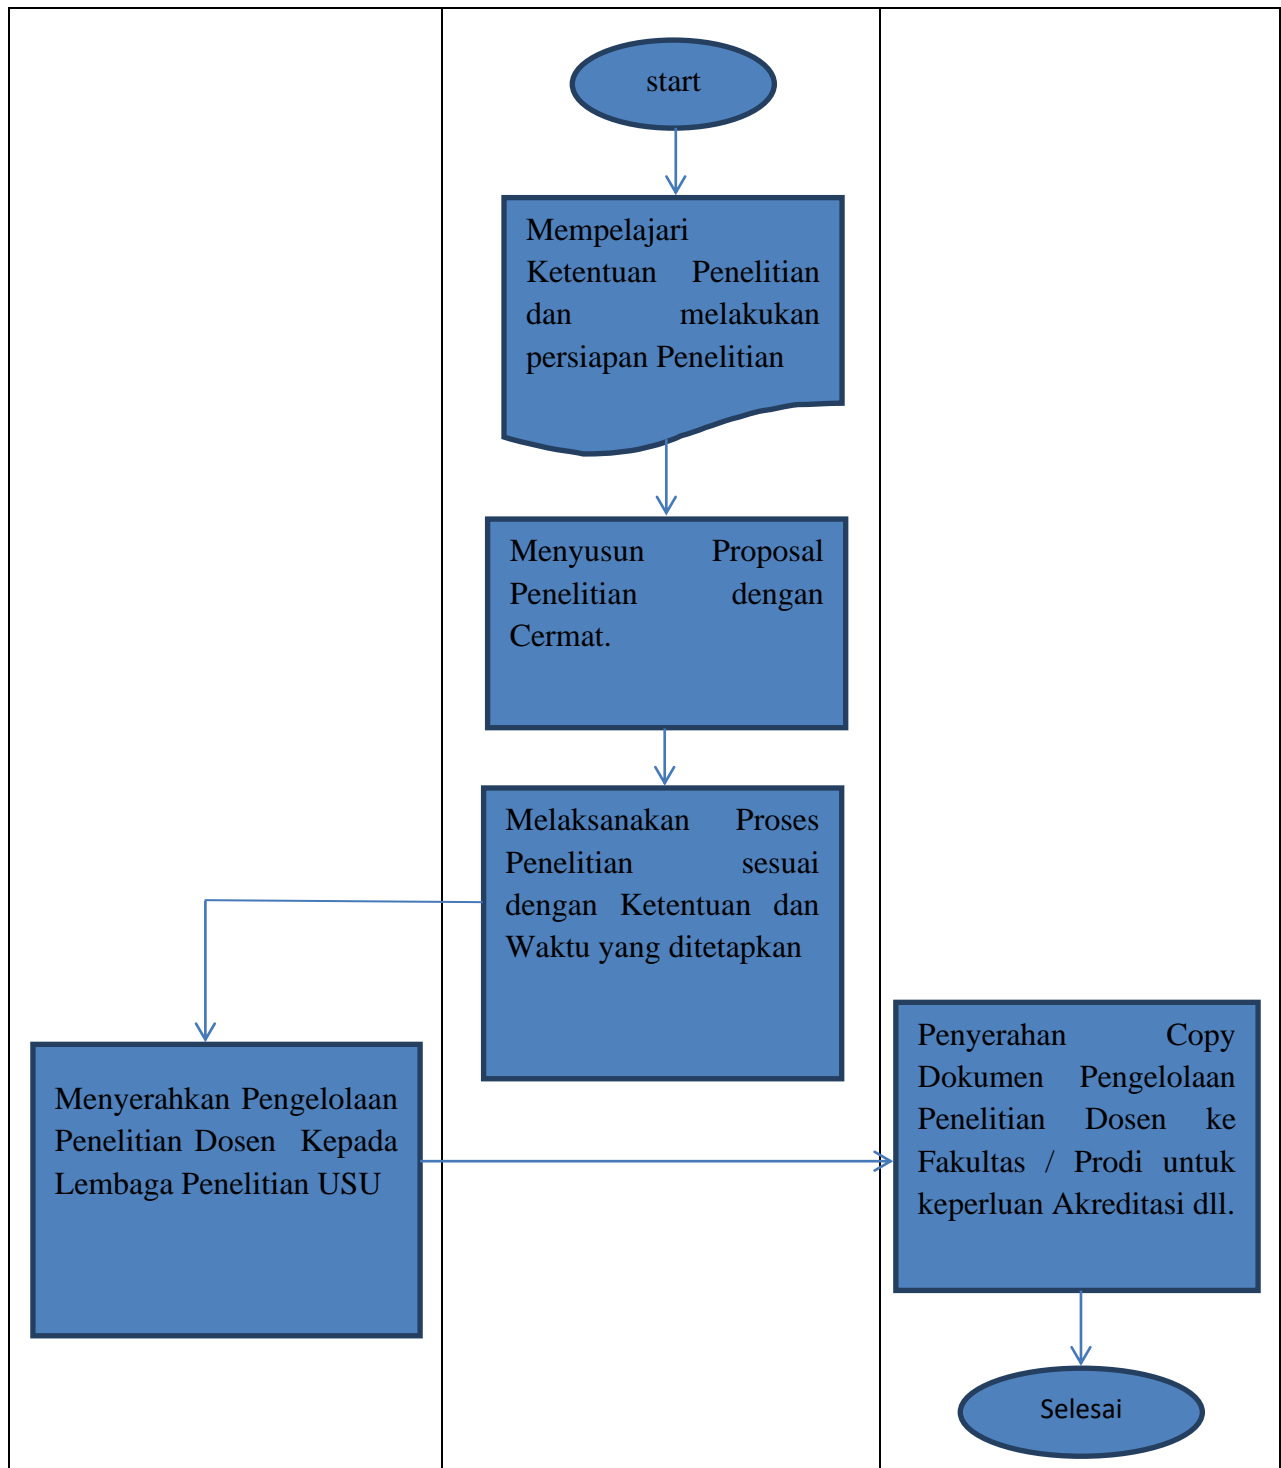 start
Mempelajari
Ketentuan Penelitian
dan melakukan
persiapan Penelitian
Menyusun Proposal
Penelitian dengan
Cermat.
Melaksanakan Proses
Penelitian sesuai
dengan Ketentuan dan
Waktu yang ditetapkan
Menyerahkan Pengelolaan
Penelitian Dosen Kepada
Lembaga Penelitian USU
Penyerahan Copy
Dokumen Pengelolaan
Penelitian Dosen ke
Fakultas / Prodi untuk
keperluan Akreditasi dll.
Selesai